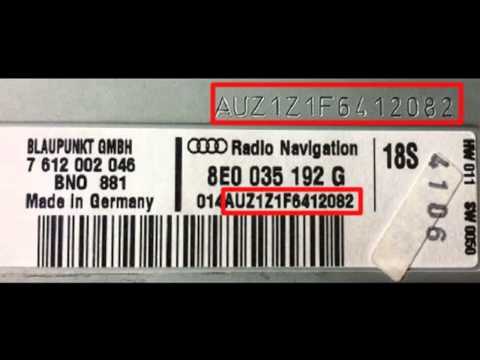 AUZ1Z1F6412082
BLAUPUNKT GMBH
7 612 002 046
BNO 881
Made in Germany
Radio Navigation
8E0 035 192 G
014AUZ1Z1F6412082
18S
4106
HW 011 SW 0050